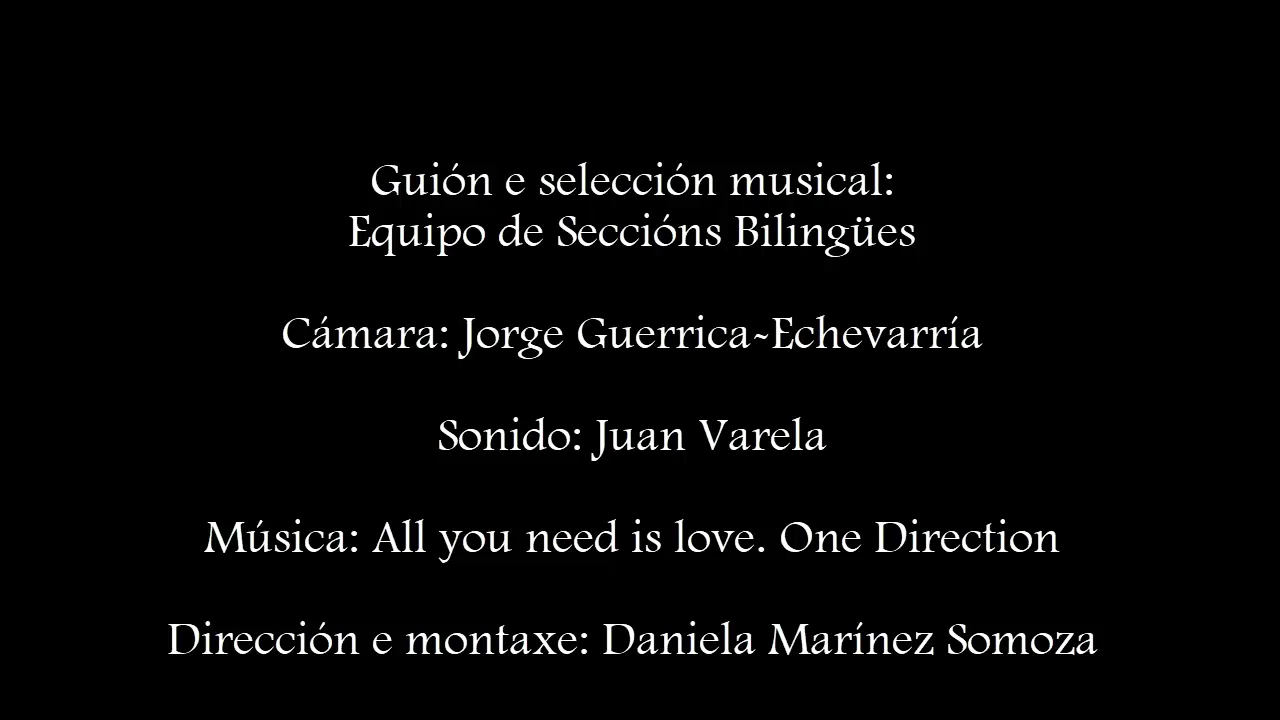 Guión e selección musical:
Equipo de Seccións Bilingües
Cámara: Jorge Guerrica-Echevarría
Sonido: Juan Varela
Música: All you need is love. One Direction
Dirección e montaxe: Daniela Marínez Somoza